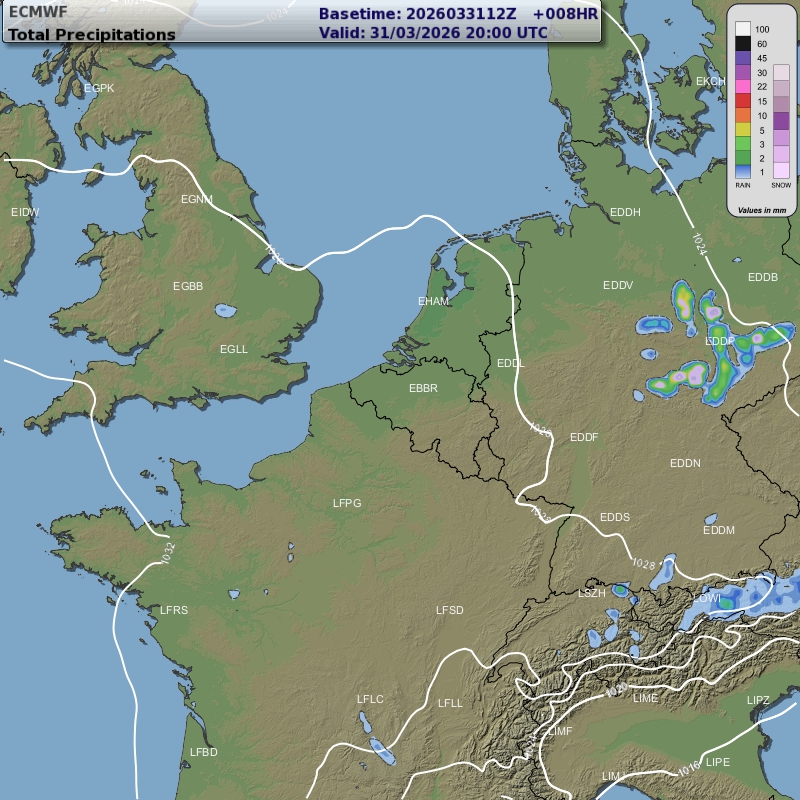 ECMWF
Basetime: 2026033112Z +008HR
Total Precipitations
Valid: 31/03/2026 20:00 UTC
1024
100
60
45
30
22
15
10
5
3
2
1
RAIN
SNOW
Values in mm
EGPK
EKCH
EIDW
EGNM
EDDH
1024
EGBB
EDDV
EDDB
EHAM
EDDP
EGLL
EDDL
EBBR
1028
EDDF
EDDN
LFPG
EDDS
EDDM
1032
1028
LSZH
LOWI
LFRS
LFSD
1020
LIME
LFLC
LFLL
LIPZ
LIMF
LFBD
LIPE
1016
LIMJ